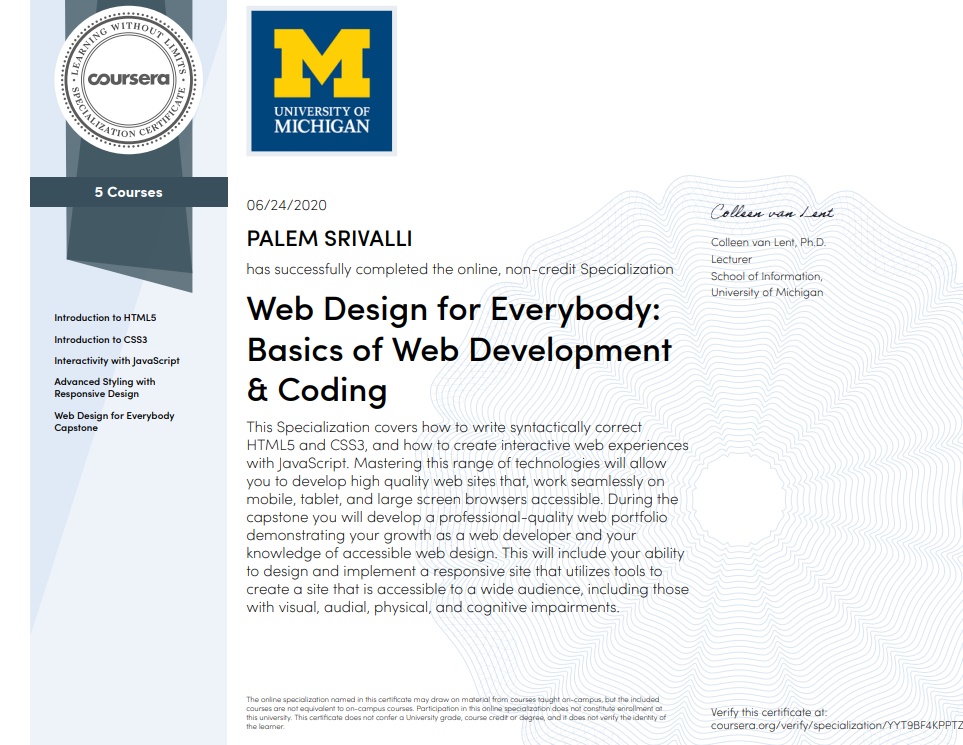 LEARNING WITHOUT LIMITS
coursera
SPECIALIZATION CERTIFICATE
M
UNIVERSITY OF
MICHIGAN
5 Courses
Introduction to HTML5
Introduction to CSS3
Interactivity with JavaScript
Advanced Styling with
Responsive Design
Web Design for Everybody
Capstone
06/24/2020
PALEM SRIVALLI
has successfully completed the online, non-credit Specialization
Web Design for Everybody:
Basics of Web Development
& Coding
This Specialization covers how to write syntactically correct
HTML5 and CSS3, and how to create interactive web experiences
with JavaScript. Mastering this range of technologies will allow
you to develop high quality web sites that, work seamlessly on
mobile, tablet, and large screen browsers accessible. During the
capstone you will develop a professional-quality web portfolio
demonstrating your growth as a web developer and your
knowledge of accessible web design. This will include your ability
to design and implement a responsive site that utilizes tools to
create a site that is accessible to a wide audience, including those
with visual, audial, physical, and cognitive impairments.
Colleen van Lent
Colleen van Lent, Ph.D.
Lecturer
School of Information,
University of Michigan
The online specialization named in this certificate may draw on material from courses taught on-campus, but the included
courses are not equivalent to on-campus courses. Participation in this online specialization does not constitute enrollment at
this university. This certificate does not confer a University grade, course credit or degree, and it does not verify the identity of
the learner.
Verify this certificate at:
coursera.org/verify/specialization/YYT9BF4KPPTZ